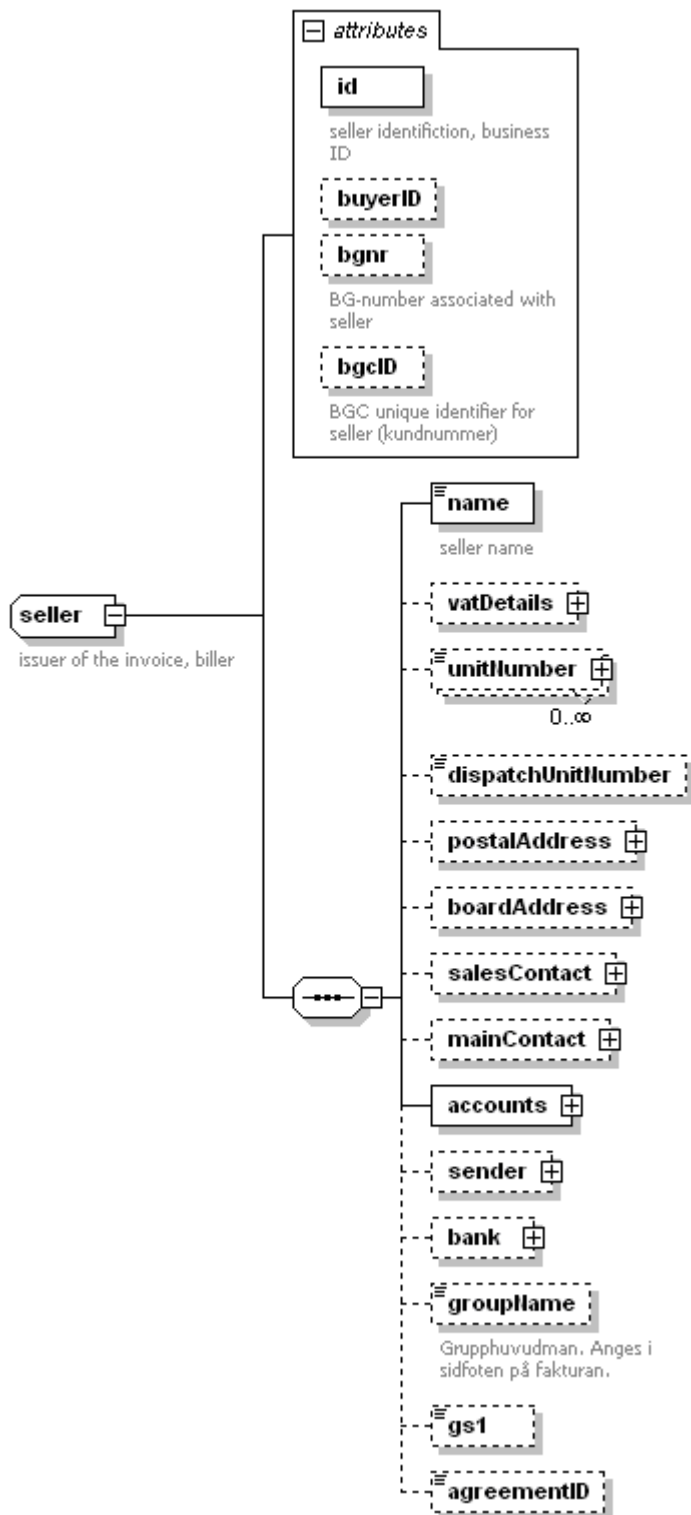 attributes
id
seller identifiction, business
ID
buyerID
bgnr
BG-number associated with
seller
bgcID
BGC unique identifier for
seller (kundnummer)
name
seller name
seller
issuer of the invoice, biller
vatDetails
unitNumber
0..∞
dispatchUnitNumber
postalAddress
boardAddress
salesContact
mainContact
accounts
sender
bank
groupName
Grupphuvudman. Anges i
sidfoten på fakturan.
gs1
agreementID